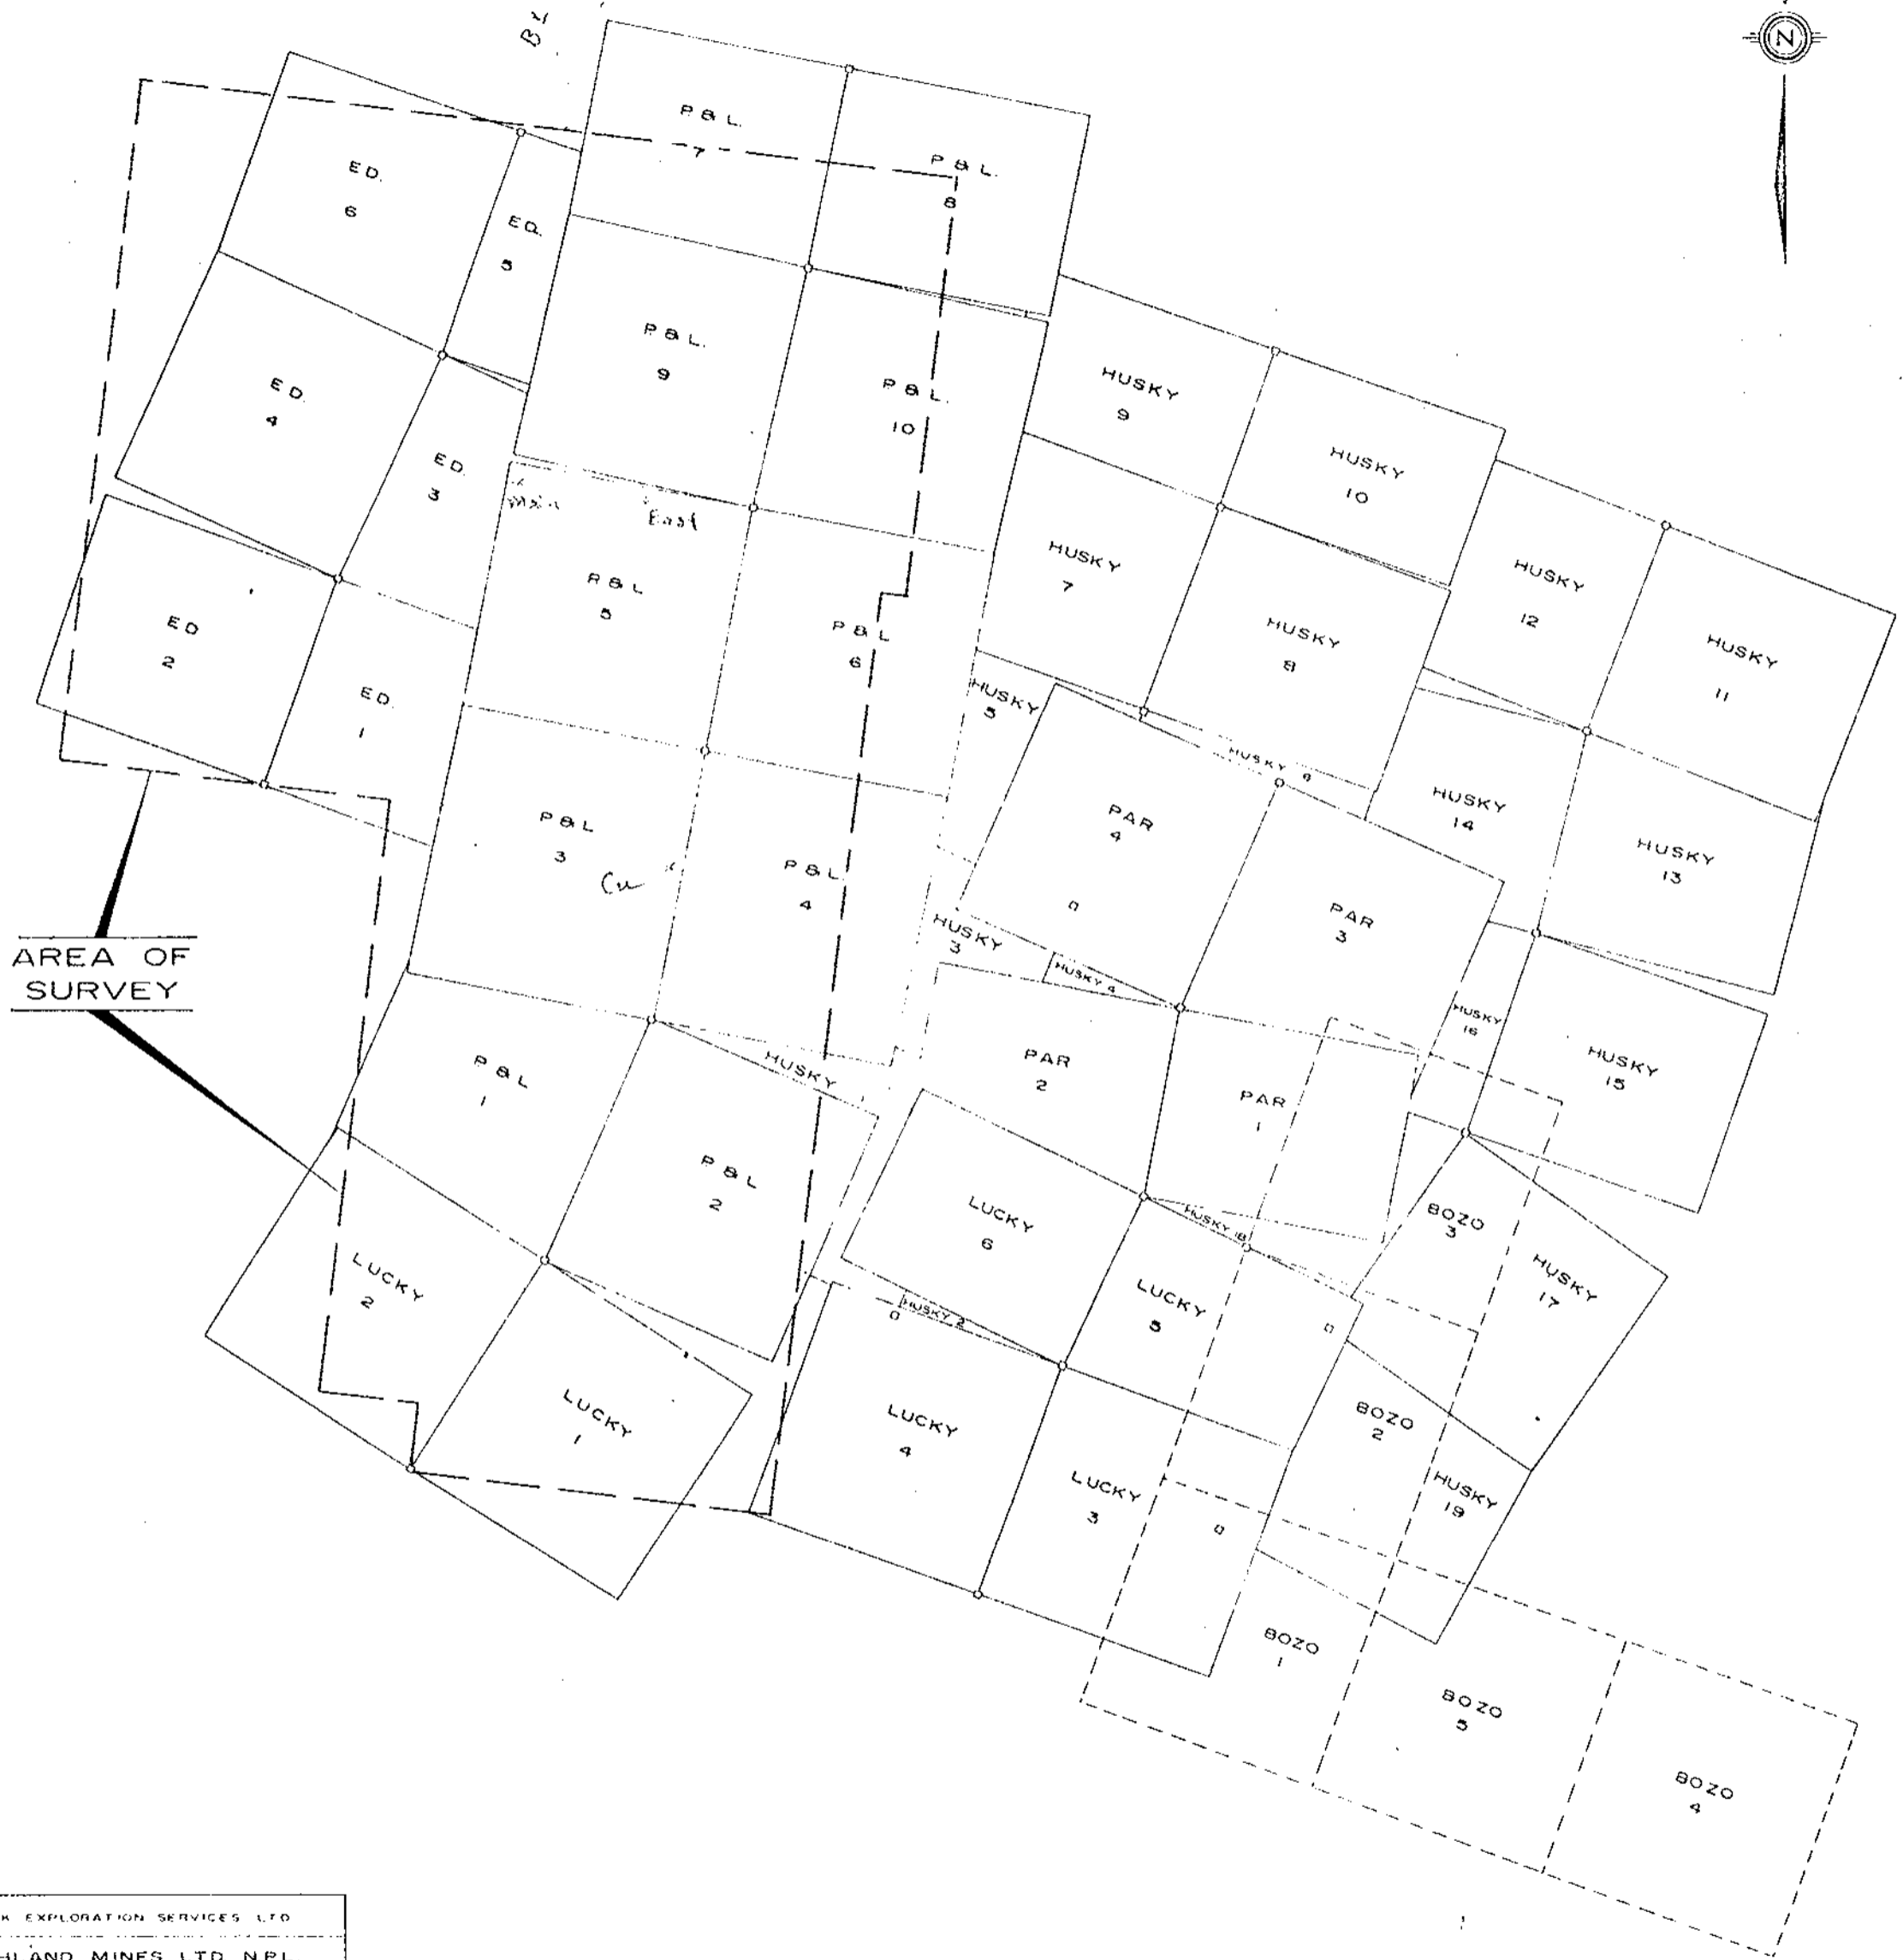 N
P & L.
7
P & L.
8
ED.
6
ED.
5
P & L.
9
P & L.
10
ED.
4
ED.
3
HUSKY
9
HUSKY
10
Main
East
HUSKY
7
HUSKY
8
HUSKY
12
HUSKY
11
P & L
5
P & L
6
ED
2
ED.
1
HUSKY
5
HUSKY 6
PAR
4
HUSKY
14
HUSKY
13
P & L
3
Cu
P & L.
4
PAR
3
HUSKY
3
HUSKY 4
AREA OF
SURVEY
HUSKY
16
HUSKY
15
P & L
1
HUSKY
PAR
2
PAR
1
P & L
2
LUCKY
6
HUSKY 18
BOZO
3
HUSKY
17
LUCKY
2
HUSKY 2
LUCKY
5
LUCKY
1
LUCKY
4
BOZO
2
LUCKY
3
HUSKY
19
BOZO
1
BOZO
5
BOZO
4
K EXPLORATION SERVICES LTD
HLAND MINES LTD. N.P.L.